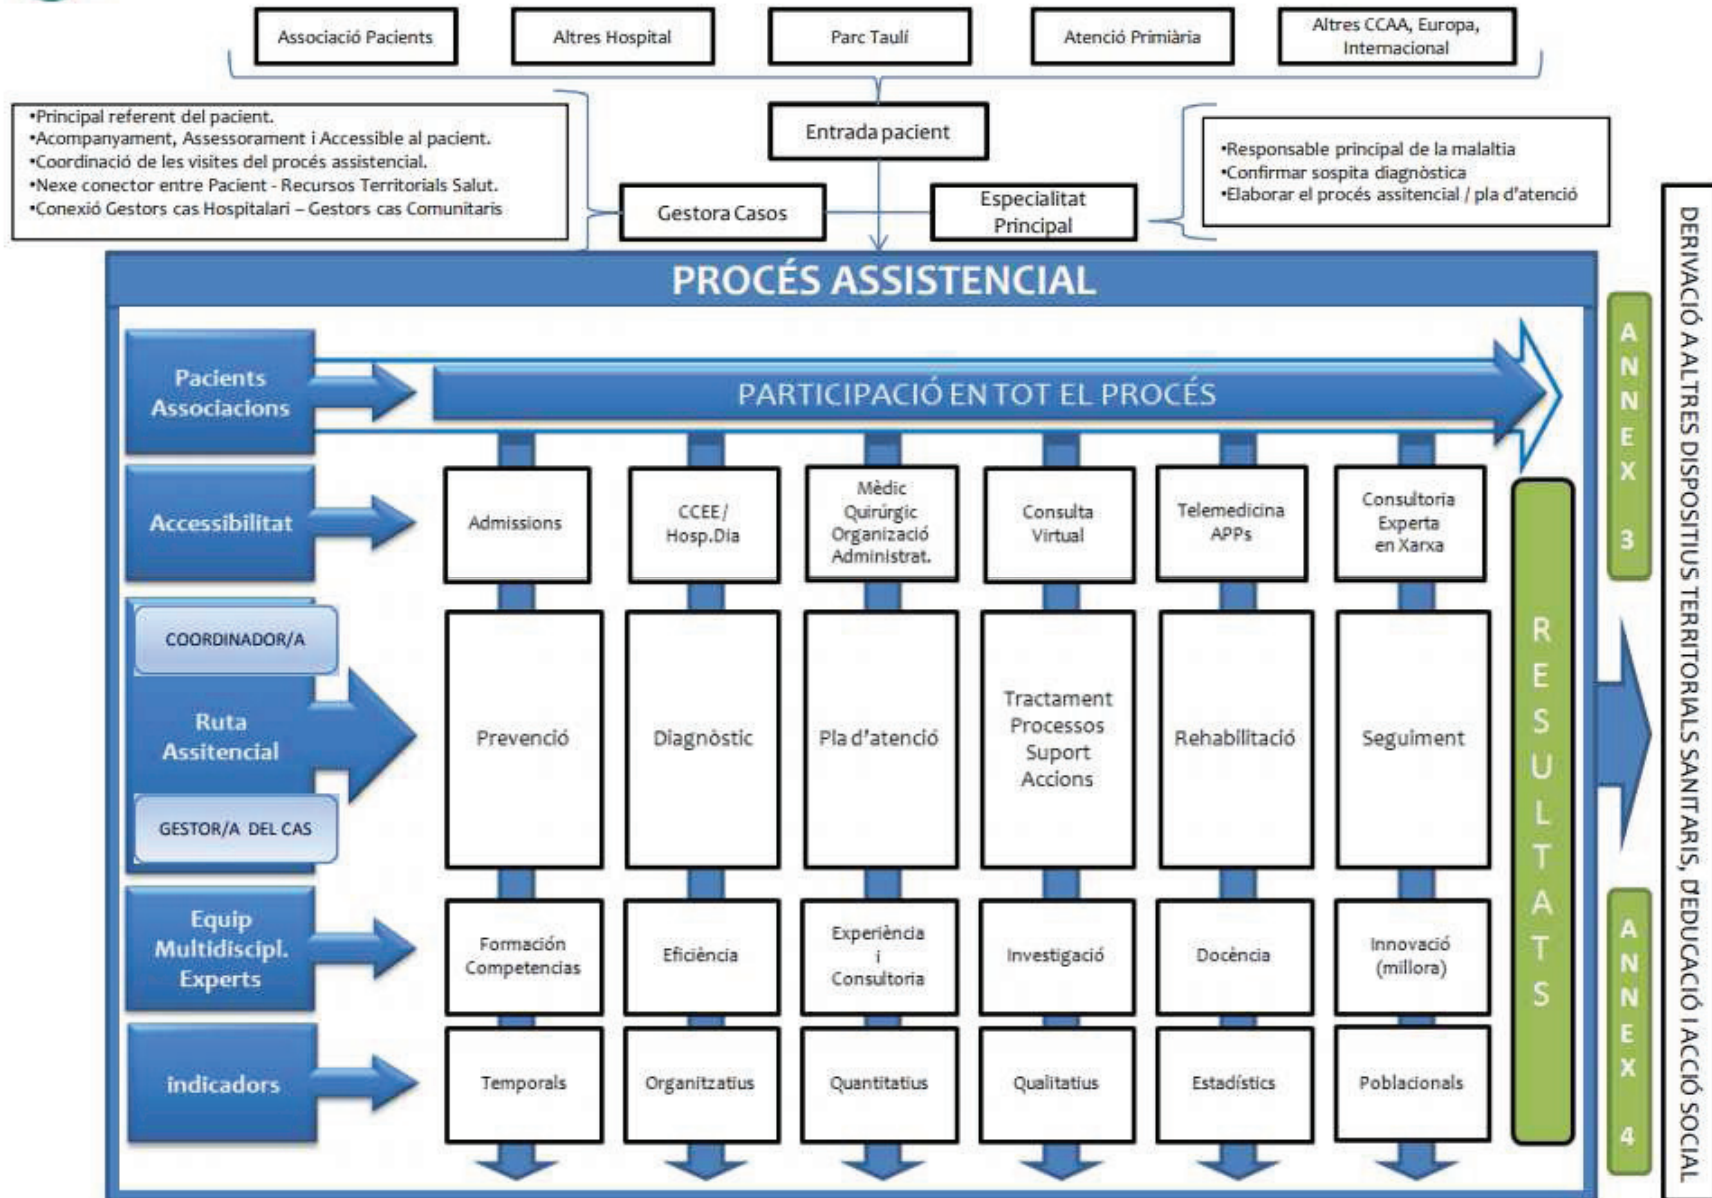 Associació Pacients
Altres Hospital
Parc Taulí
Atenció Primiària
Altres CCAA, Europa,
Internacional
•Principal referent del pacient.
•Acompanyament, Assessorament i Accessible al pacient.
•Coordinació de les visites del procés assistencial.
•Nexe conector entre Pacient - Recursos Territorials Salut.
•Conexió Gestors cas Hospitalari – Gestors cas Comunitaris
Entrada pacient
•Responsable principal de la malaltia
•Confirmar sospita diagnòstica
•Elaborar el procés assitencial / pla d'atenció
Gestora Casos
Especialitat
Principal
PROCÉS ASSISTENCIAL
Pacients
Associacions
PARTICIPACIÓ EN TOT EL PROCÉS
Accessibilitat
Admissions
CCEE /
Hosp.Dia
Mèdic
Quirúrgic
Organizació
Administrat.
Consulta
Virtual
Telemedicina
APPs
Consultoria
Experta
en Xarxa
COORDINADOR/A
Ruta
Assitencial
GESTOR/A DEL CAS
Prevenció
Diagnòstic
Pla d'atenció
Tractament
Processos
Suport
Accions
Rehabilitació
Seguiment
Equip
Multidiscipl.
Experts
Formación
Competencias
Eficiència
Experiència
i
Consultoria
Investigació
Docència
Innovació
(millora)
indicadors
Temporals
Organitzatius
Quantitatius
Qualitatius
Estadístics
Poblacionals
RESULTATS
ANNEX 3
ANNEX 4
DERIVACIÓ A ALTRES DISPOSITIUS TERRITORIALS SANITARIS, D'EDUCACIÓ I ACCIÓ SOCIAL